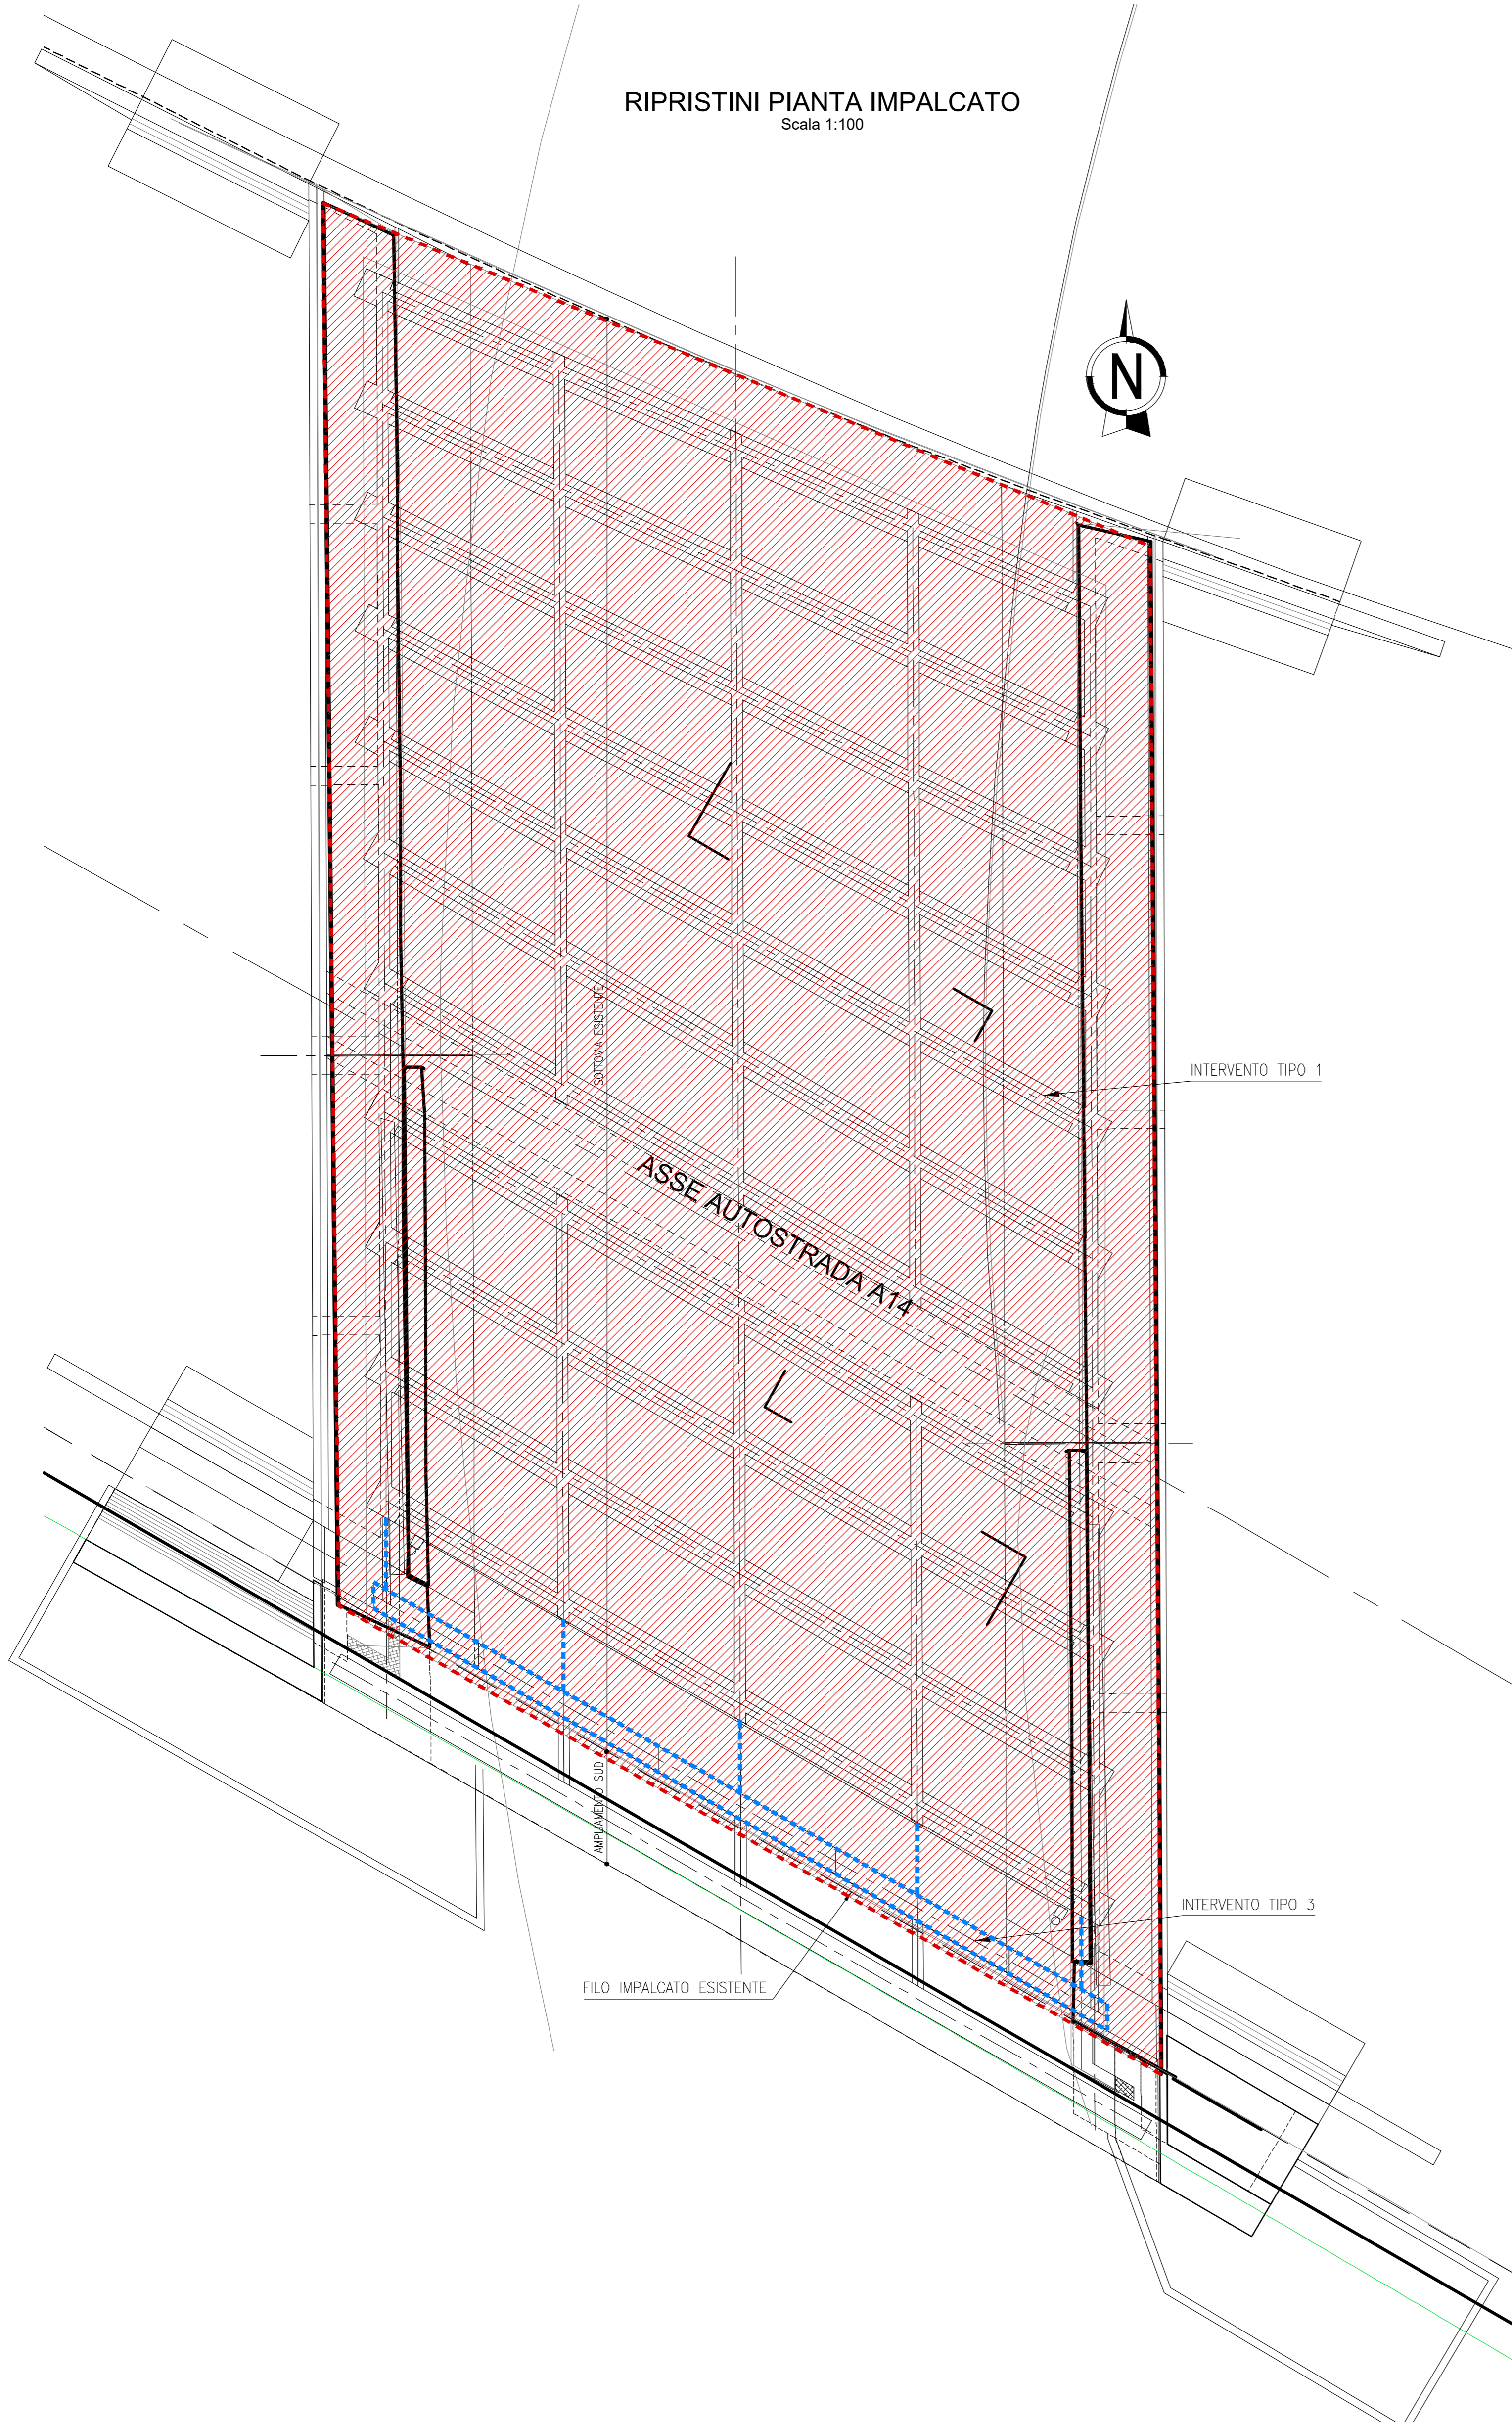 RIPRISTINI PIANTA IMPALCATO
Scala 1:100
N
SOTTOVIA ESISTENTE
INTERVENTO TIPO 1
ASSE AUTOSTRADA A14
AMPLIAMENTO SUD
INTERVENTO TIPO 3
FILO IMPALCATO ESISTENTE